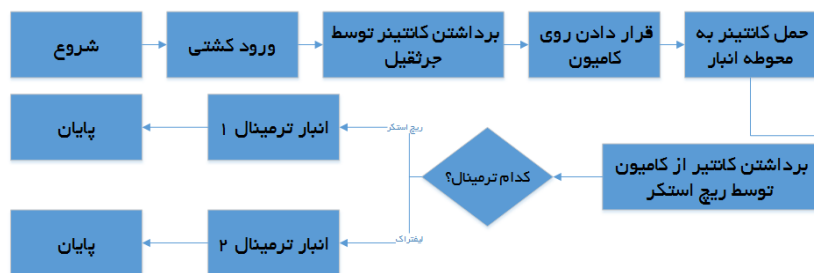 شروع
ورود کشتی
برداشتن کانتینر توسط
جرثقیل
قرار دادن روی
کامیون
حمل کانتینر به
محوطه انبار
برداشتن کانتیر از کامیون
توسط ریچ استکر
کدام ترمینال؟
ریچ استکر
انبار ترمینال ۱
پایان
لیفتراک
انبار ترمینال ۲
پایان